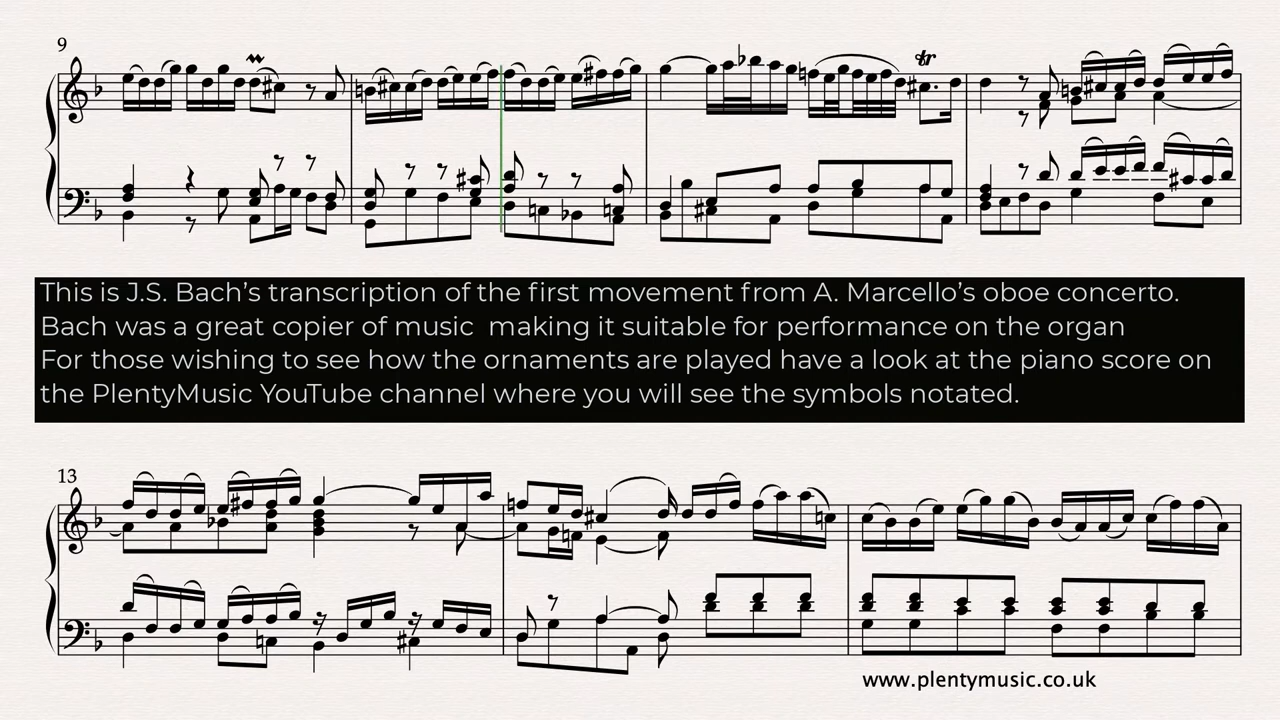 9
This is J.S. Bach’s transcription of the first movement from A. Marcello’s oboe concerto.
Bach was a great copier of music  making it suitable for performance on the organ
For those wishing to see how the ornaments are played have a look at the piano score on
the PlentyMusic YouTube channel where you will see the symbols notated.
13
www.plentymusic.co.uk